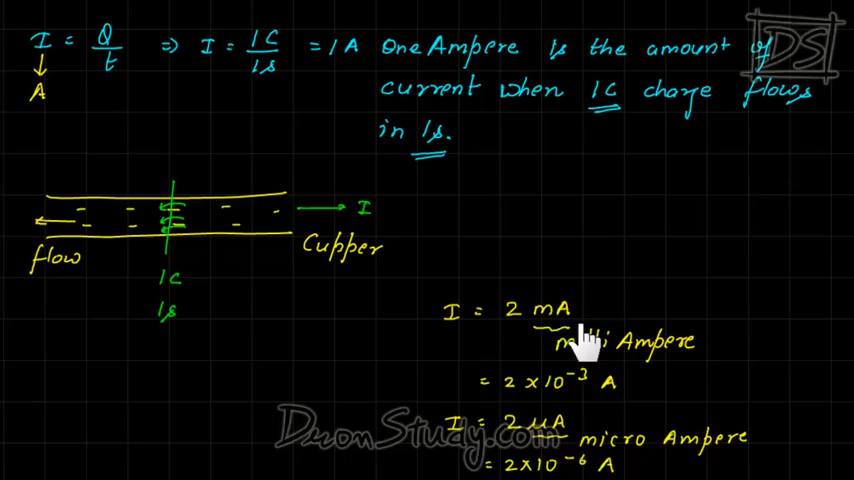 I = Q/t ⇒ I = 1C/1s = 1A One Ampere is the amount of
A current when 1C charge flows
in 1s.
I
flow
Cupper
1C
1s
I = 2 mA
milli Ampere
= 2 × 10⁻³ A
I = 2 μA
micro Ampere
= 2×10⁻⁶ A
DS
DronStudy.com